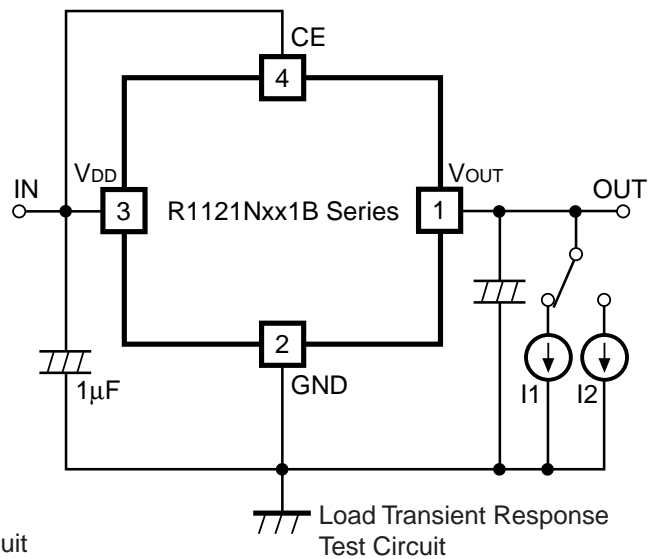 CE
4
VDD
VOUT
IN
OUT
3
R1121Nxx1B Series
1
2
1µF
GND
I1
I2
Load Transient Response
Test Circuit
uit